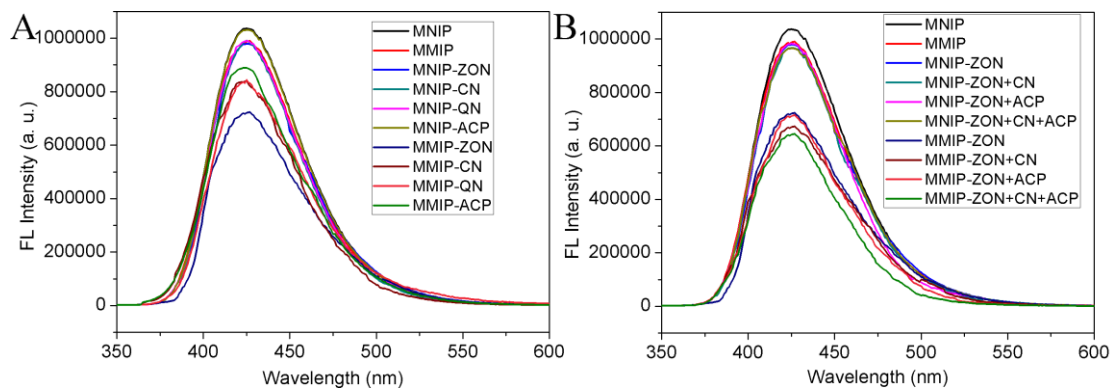 A
FL Intensity (a. u.)
1000000
800000
600000
400000
200000
0
MNIP
MMIP
MNIP-ZON
MNIP-CN
MNIP-QN
MNIP-ACP
MMIP-ZON
MMIP-CN
MMIP-QN
MMIP-ACP
350 400 450 500 550 600
Wavelength (nm)
B
FL Intensity (a. u.)
1000000
800000
600000
400000
200000
0
MNIP
MMIP
MNIP-ZON
MNIP-ZON+CN
MNIP-ZON+ACP
MNIP-ZON+CN+ACP
MMIP-ZON
MMIP-ZON+CN
MMIP-ZON+ACP
MMIP-ZON+CN+ACP
350 400 450 500 550 600
Wavelength (nm)